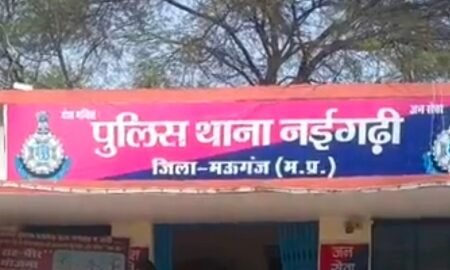 देश भक्ति जन सेवा
पुलिस थाना नईगढ़ी
जिला-मऊगंज (म.प्र.)
जन
सेवा